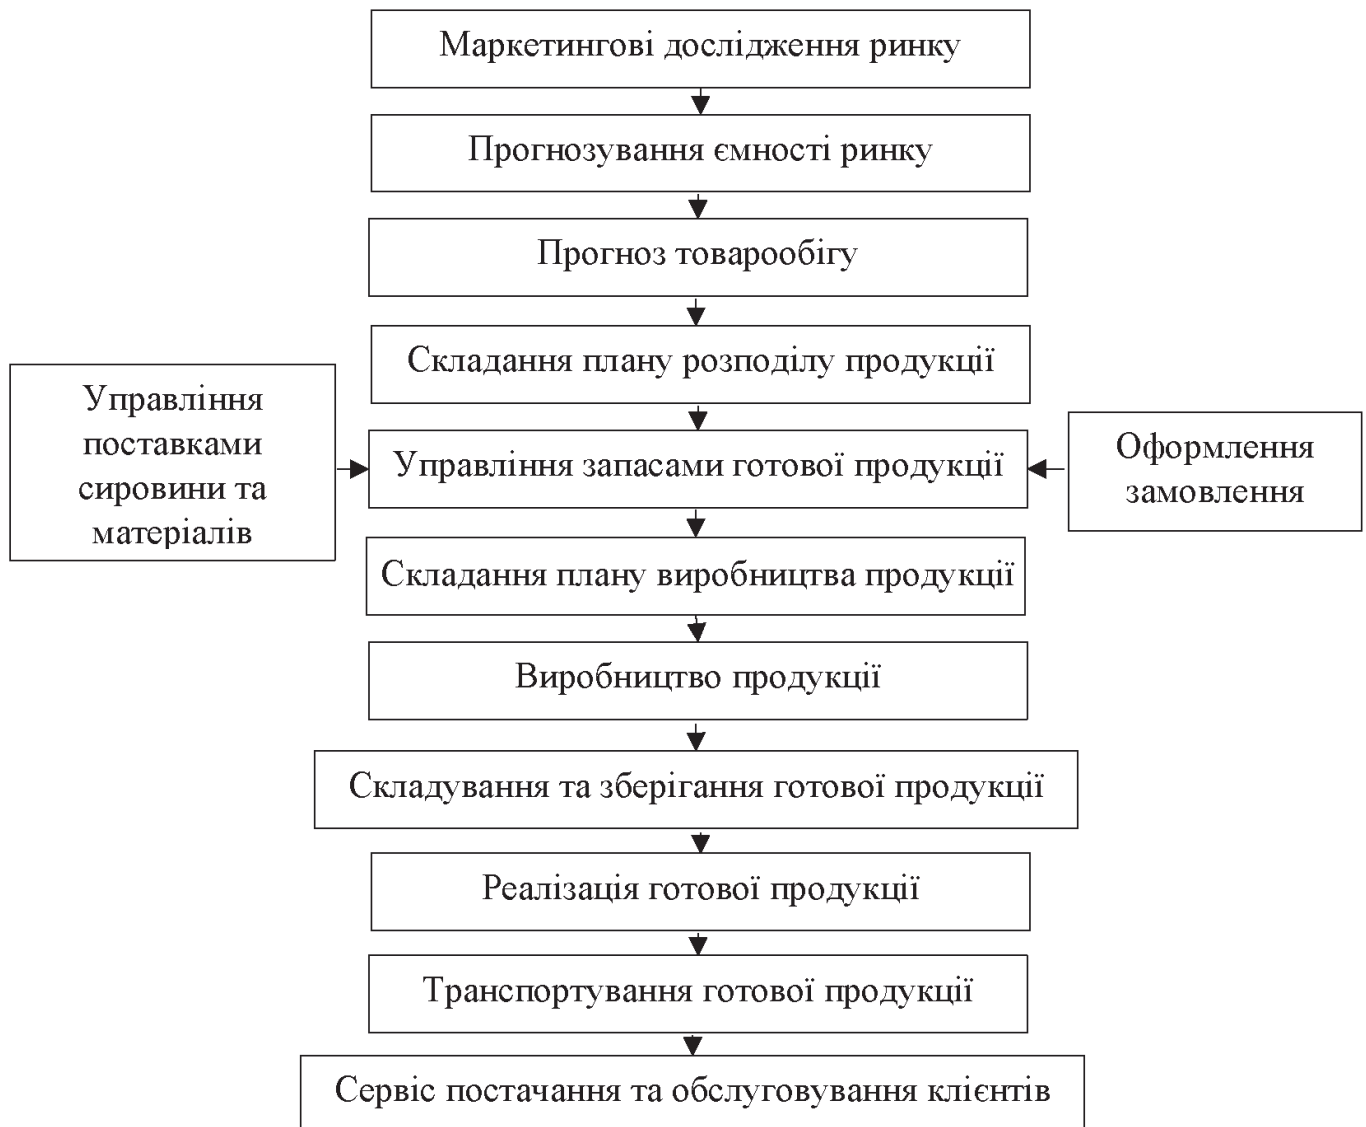 Маркетингові дослідження ринку
Прогнозування ємності ринку
Прогноз товарообігу
Складання плану розподілу продукції
Управління
поставками
сировини та
матеріалів
Управління запасами готової продукції
Оформлення
замовлення
Складання плану виробництва продукції
Виробництво продукції
Складування та зберігання готової продукції
Реалізація готової продукції
Транспортування готової продукції
Сервіс постачання та обслуговування клієнтів